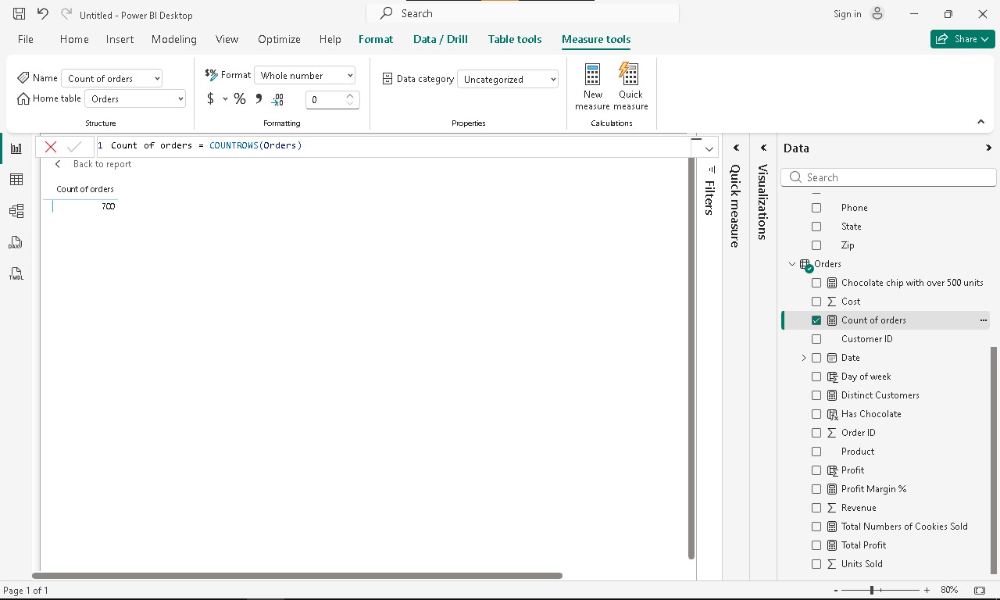 Untitled - Power BI Desktop
Search
Sign in
File Home Insert Modeling View Optimize Help Format Data / Drill Table tools Measure tools
Share
Name Count of orders
Home table Orders
Structure
$% Format Whole number
$ % 9 .00 0
Formatting
Data category Uncategorized
Properties
New measure
Quick measure
Calculations
1 Count of orders = COUNTROWS(Orders)
Back to report
Count of orders
700
Filters
Quick measure
Visualizations
Data
Search
Phone
State
Zip
Orders
Chocolate chip with over 500 units
Cost
Count of orders
Customer ID
Date
Day of week
Distinct Customers
Has Chocolate
Order ID
Product
Profit
Profit Margin %
Revenue
Total Numbers of Cookies Sold
Total Profit
Units Sold
DAX
TMDL
Page 1 of 1
- + 80%